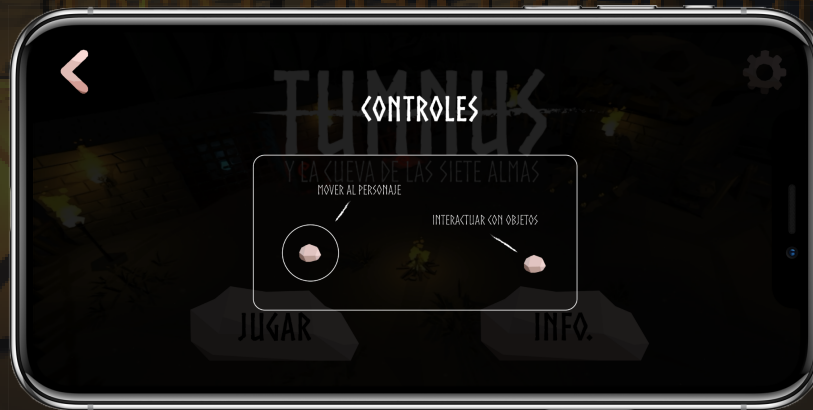 TUMNUS
CONTROLES
Y LA CUEVA DE LAS SIETE ALMAS
MOVER AL PERSONAJE
INTERACTUAR CON OBJETOS
JUGAR
INFO.